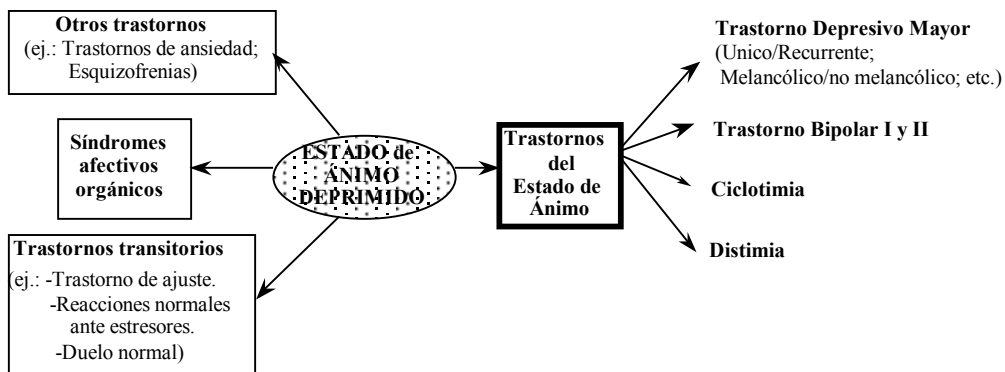 Otros trastornos
(ej.: Trastornos de ansiedad;
Esquizofrenias)
Síndromes
afectivos
orgánicos
Trastornos transitorios
(ej.: -Trastorno de ajuste.
-Reacciones normales
ante estresores.
-Duelo normal)
ESTADO de
ÁNIMO
DEPRIMIDO
Trastornos
del
Estado de
Ánimo
Trastorno Depresivo Mayor
(Unico/Recurrente;
Melancólico/no melancólico; etc.)
Trastorno Bipolar I y II
Ciclotimia
Distimia